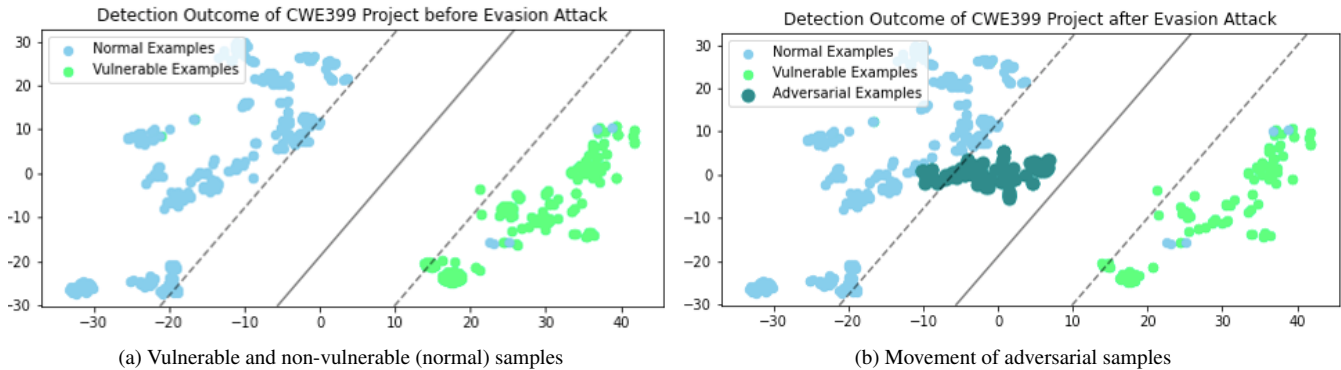 Detection Outcome of CWE399 Project before Evasion Attack
Normal Examples
Vulnerable Examples
30
20
10
0
−10
−20
−30
−30 −20 −10 0 10 20 30 40
(a) Vulnerable and non-vulnerable (normal) samples
Detection Outcome of CWE399 Project after Evasion Attack
Normal Examples
Vulnerable Examples
Adversarial Examples
30
20
10
0
−10
−20
−30
−30 −20 −10 0 10 20 30 40
(b) Movement of adversarial samples